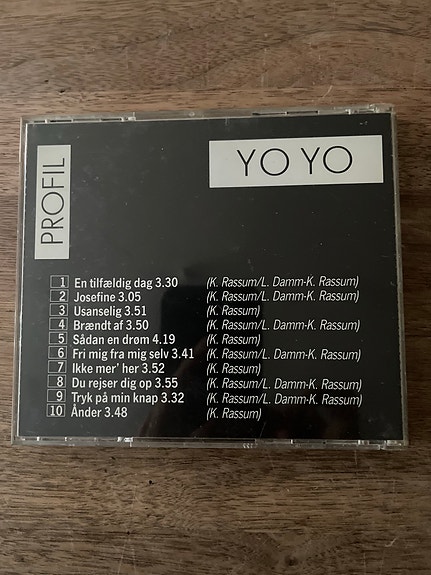 PROFIL
YO YO
1 En tilfældig dag 3.30 (K. Rassum/L. Damm-K. Rassum)
2 Josefine 3.05 (K. Rassum/L. Damm-K. Rassum)
3 Usanselig 3.51 (K. Rassum)
4 Brændt af 3.50 (K. Rassum/L. Damm-K. Rassum)
5 Sådan en drøm 4.19 (K. Rassum)
6 Fri mig fra mig selv 3.41 (K. Rassum/L. Damm-K. Rassum)
7 Ikke mer' her 3.52 (K. Rassum)
8 Du rejser dig op 3.55 (K. Rassum/L. Damm-K. Rassum)
9 Tryk på min knap 3.32 (K. Rassum/L. Damm-K. Rassum)
10 Ånder 3.48 (K. Rassum)